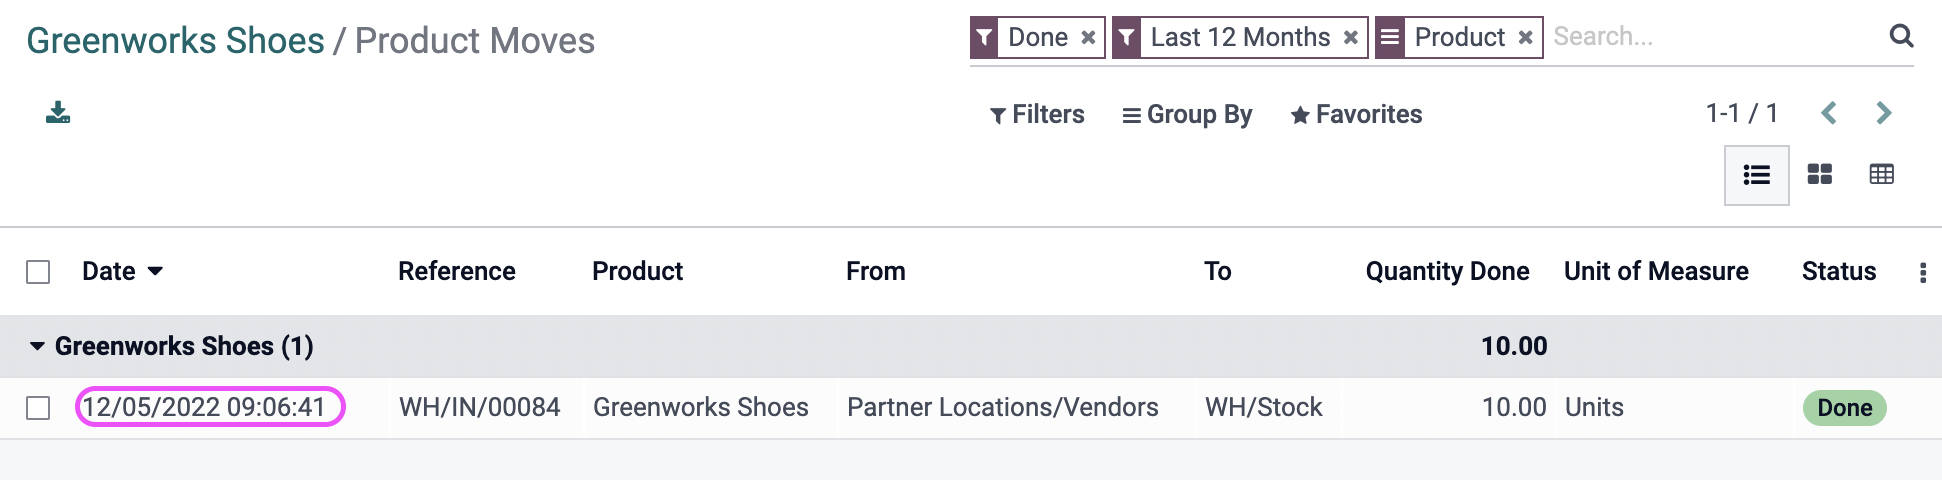 Greenworks Shoes / Product Moves
Done × Last 12 Months × Product × Search...
Filters Group By Favorites 1-1 / 1
Date Reference Product From To Quantity Done Unit of Measure Status
Greenworks Shoes (1) 10.00
12/05/2022 09:06:41 WH/IN/00084 Greenworks Shoes Partner Locations/Vendors WH/Stock 10.00 Units Done